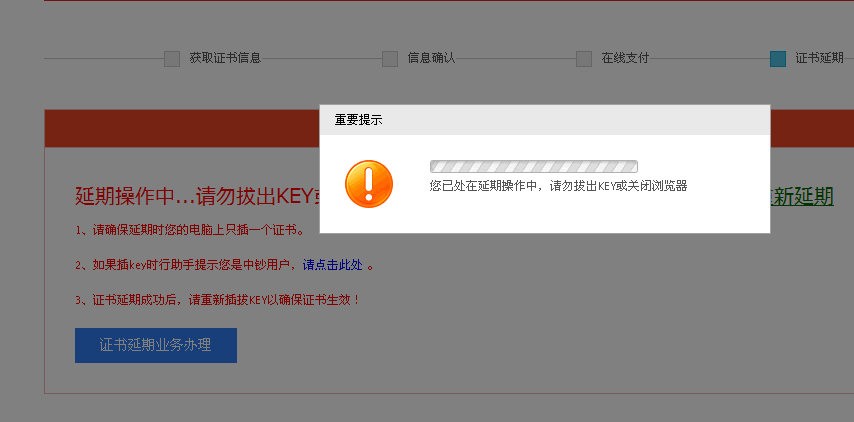 获取证书信息
信息确认
在线支付
证书延期
重要提示
您已处在延期操作中，请勿拔出KEY或关闭浏览器
延期操作中...请勿拔出KEY或
新延期
1、请确保延期时您的电脑上只插一个证书。
2、如果插key时行助手提示您是中钞用户，请点击此处 。
3、证书延期成功后，请重新插拔KEY以确保证书生效！
证书延期业务办理